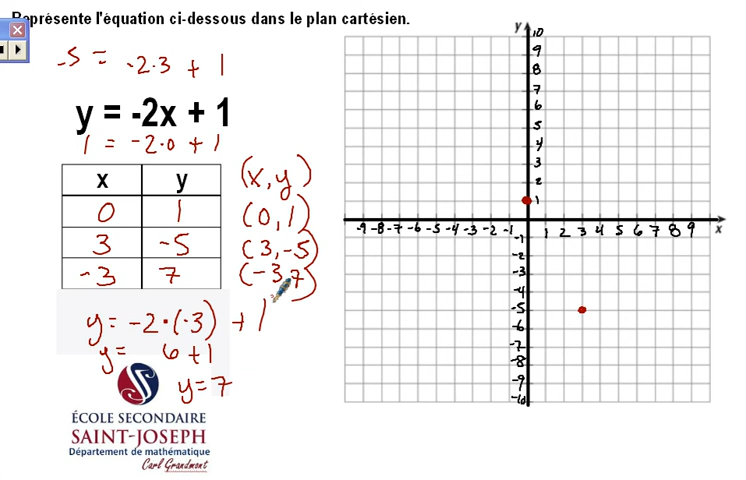 Représente l'équation ci-dessous dans le plan cartésien.
-5 = -2·3 + 1
y = -2x + 1
1 = -2·0 + 1
x y (x, y)
0 1 (0, 1)
3 -5 (3, -5)
-3 7 (-3, 7)
y = -2·(-3) + 1
y = 6 + 1
y = 7
ÉCOLE SECONDAIRE
SAINT-JOSEPH
Département de mathématique
Carl Grandmont
y
10
9
8
7
6
5
4
3
2
1
-9 -8 -7 -6 -5 -4 -3 -2 -1 1 2 3 4 5 6 7 8 9 x
-1
-2
-3
-4
-5
-6
-7
-8
-9
-10